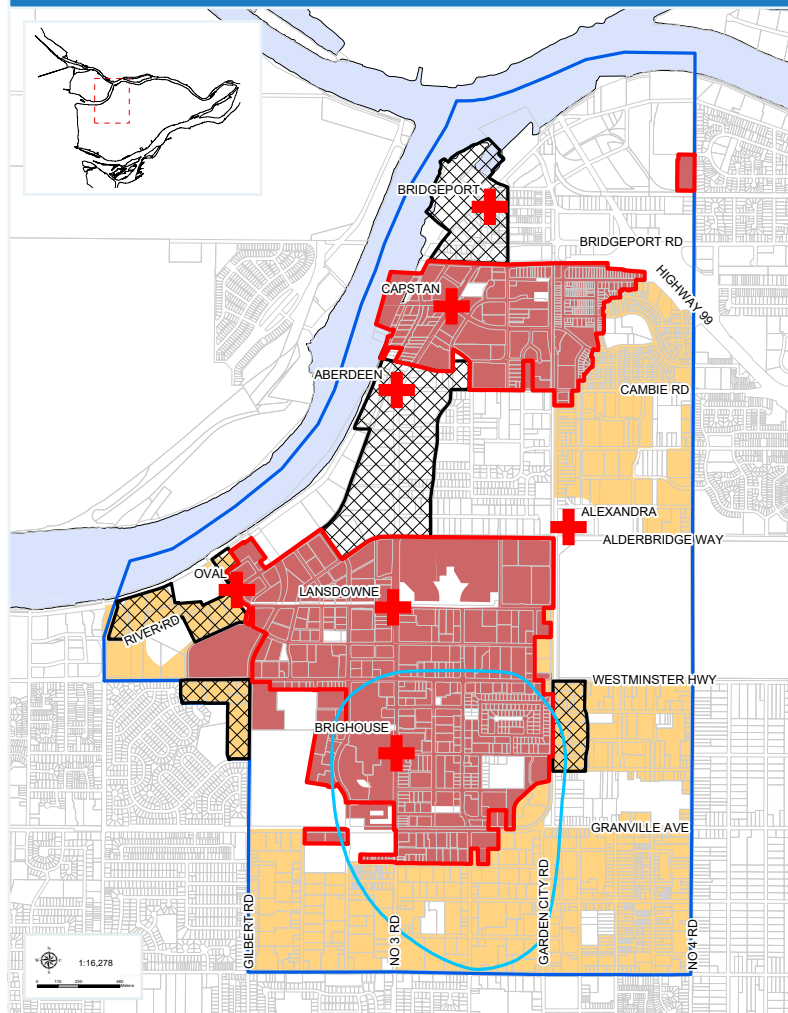 BRIDGEPORT
BRIDGEPORT RD
HIGHWAY 99
CAPSTAN
ABERDEEN
CAMBIE RD
ALEXANDRA
ALDERBRIDGE WAY
OVAL
LANSDOWNE
RIVER RD
WESTMINSTER HWY
BRIGHOUSE
GRANVILLE AVE
GILBERT RD
NO 3 RD
GARDEN CITY RD
NO 4 RD
1:16,278